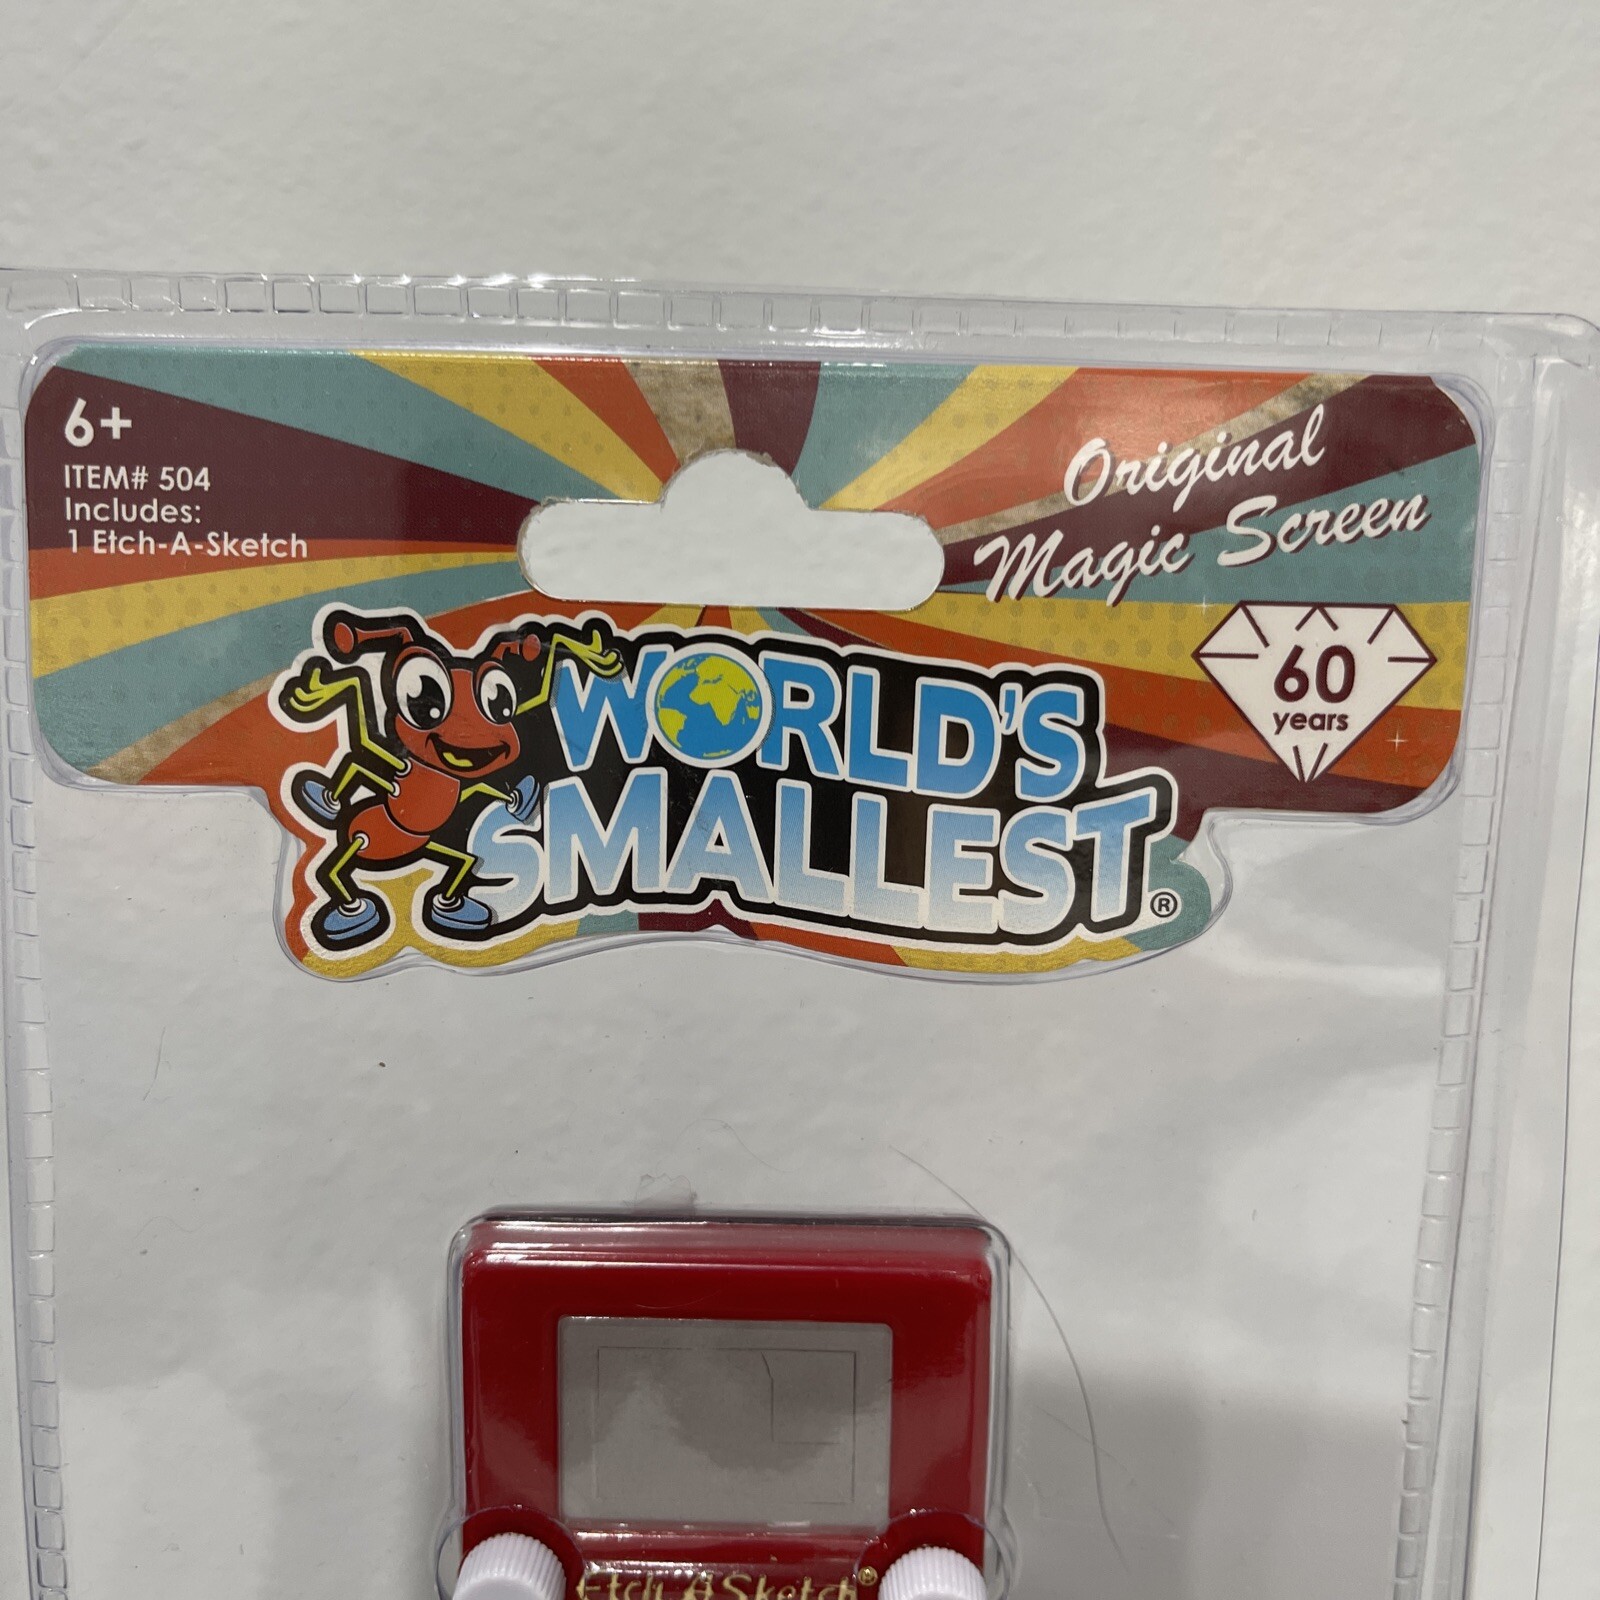 6+
ITEM# 504
Includes:
1 Etch-A-Sketch
Original
Magic Screen
60
years
WORLD'S
SMALLEST®
Etch A Sketch®